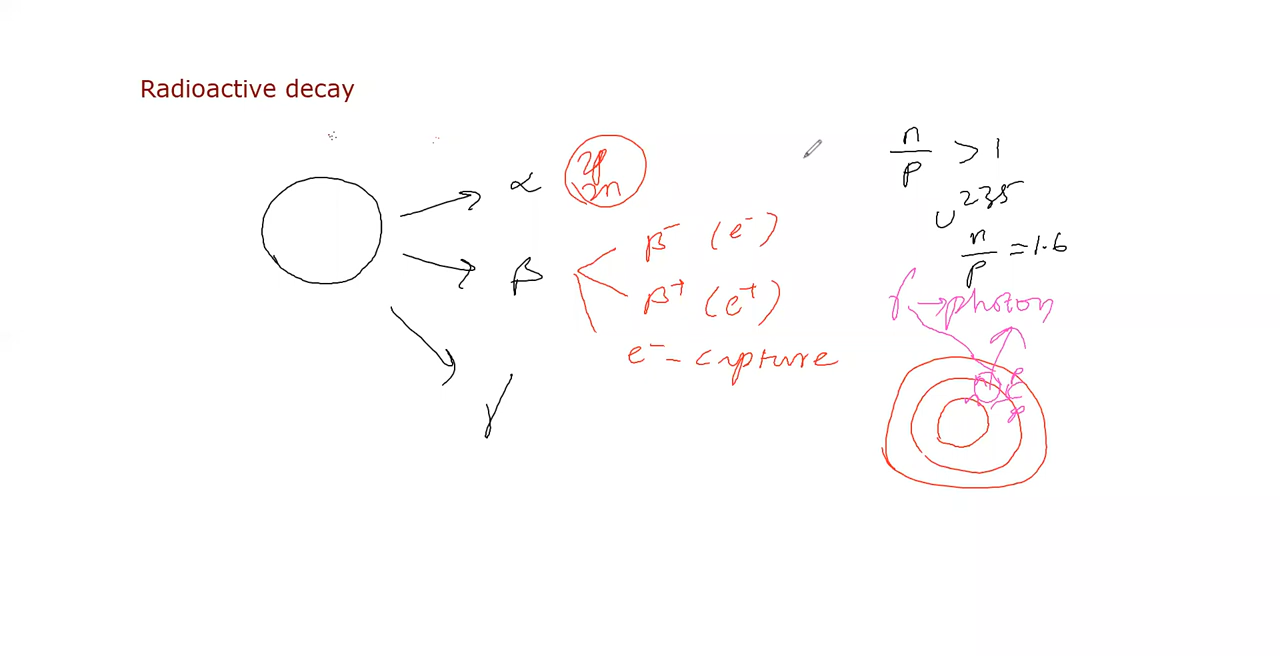 Radioactive decay
α
2p
2n
β
β⁻ (e⁻)
β⁺ (e⁺)
e⁻ - capture
γ
n/p > 1
U²³⁵
n/p = 1.6
γ → photon